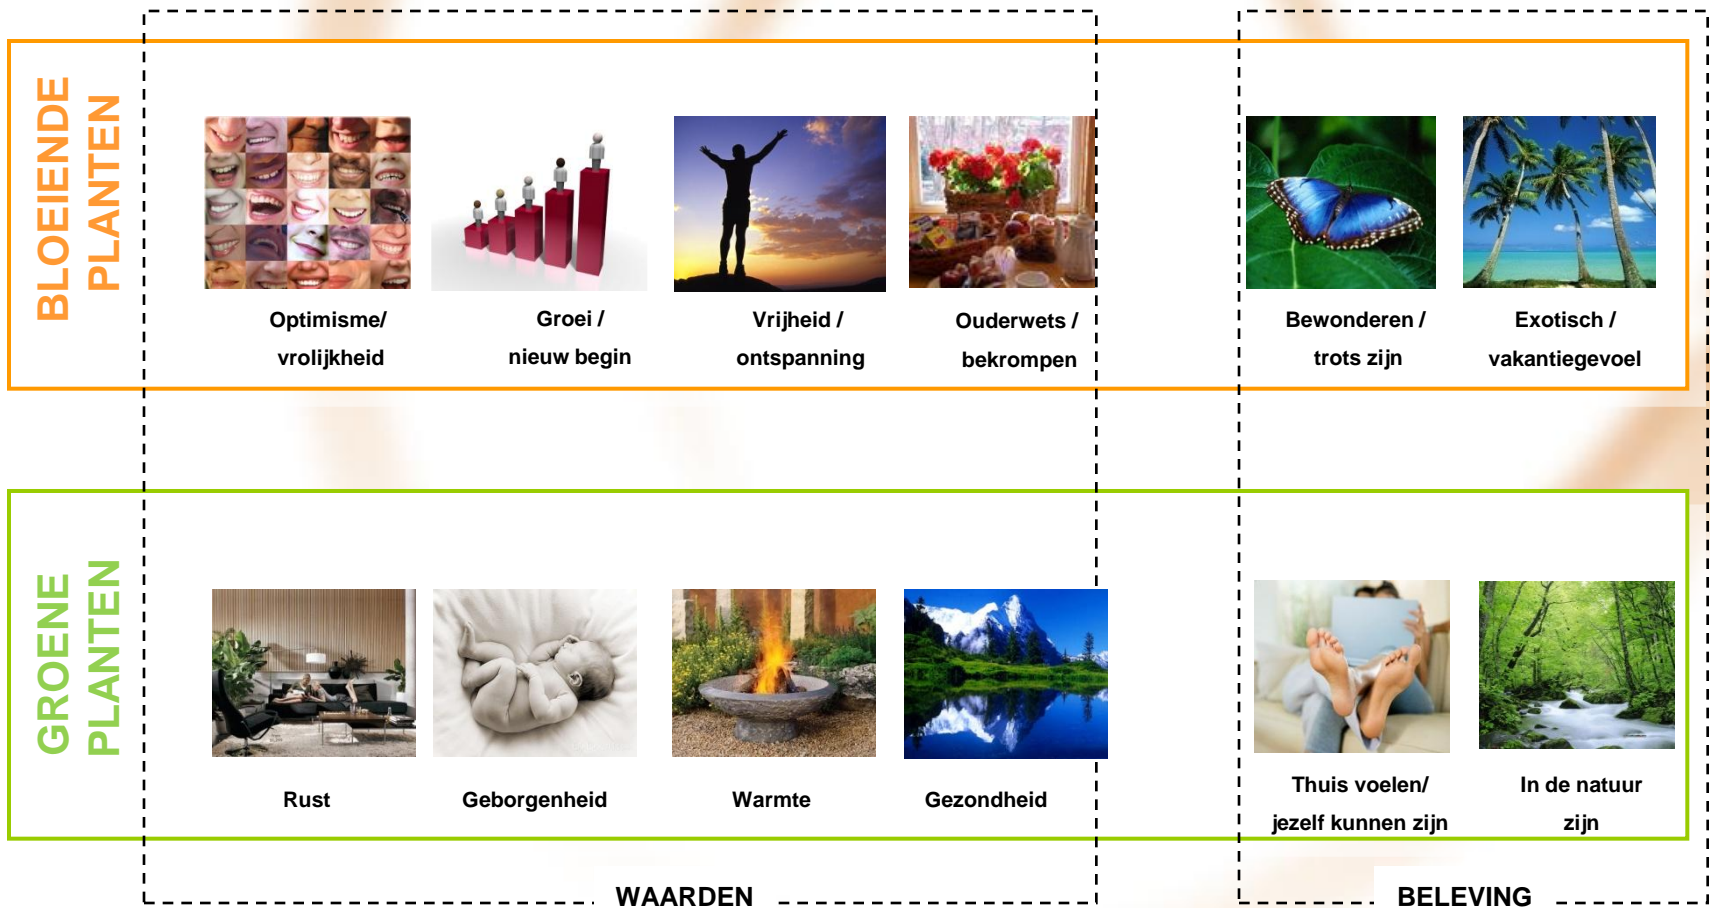 BLOEIENDE
PLANTEN
Optimisme/
vrolijkheid
Groei /
nieuw begin
Vrijheid /
ontspanning
Ouderwets /
bekrompen
Bewonderen /
trots zijn
Exotisch /
vakantiegevoel
GROENE
PLANTEN
Rust
Geborgenheid
Warmte
Gezondheid
Thuis voelen/
jezelf kunnen zijn
In de natuur
zijn
WAARDEN
BELEVING